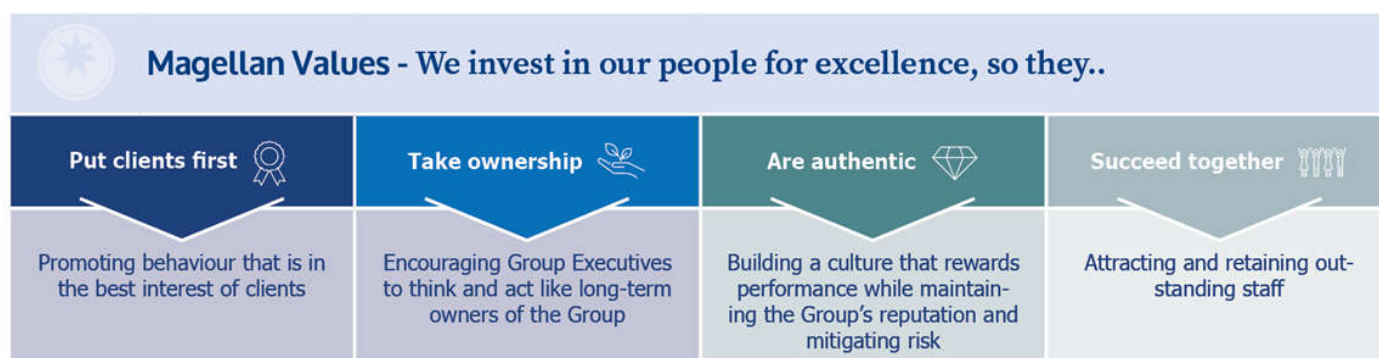 Magellan Values - We invest in our people for excellence, so they..
Put clients first
Take ownership
Are authentic
Succeed together
Promoting behaviour that is in
the best interest of clients
Encouraging Group Executives
to think and act like long-term
owners of the Group
Building a culture that rewards
performance while maintain-
ing the Group's reputation and
mitigating risk
Attracting and retaining out-
standing staff